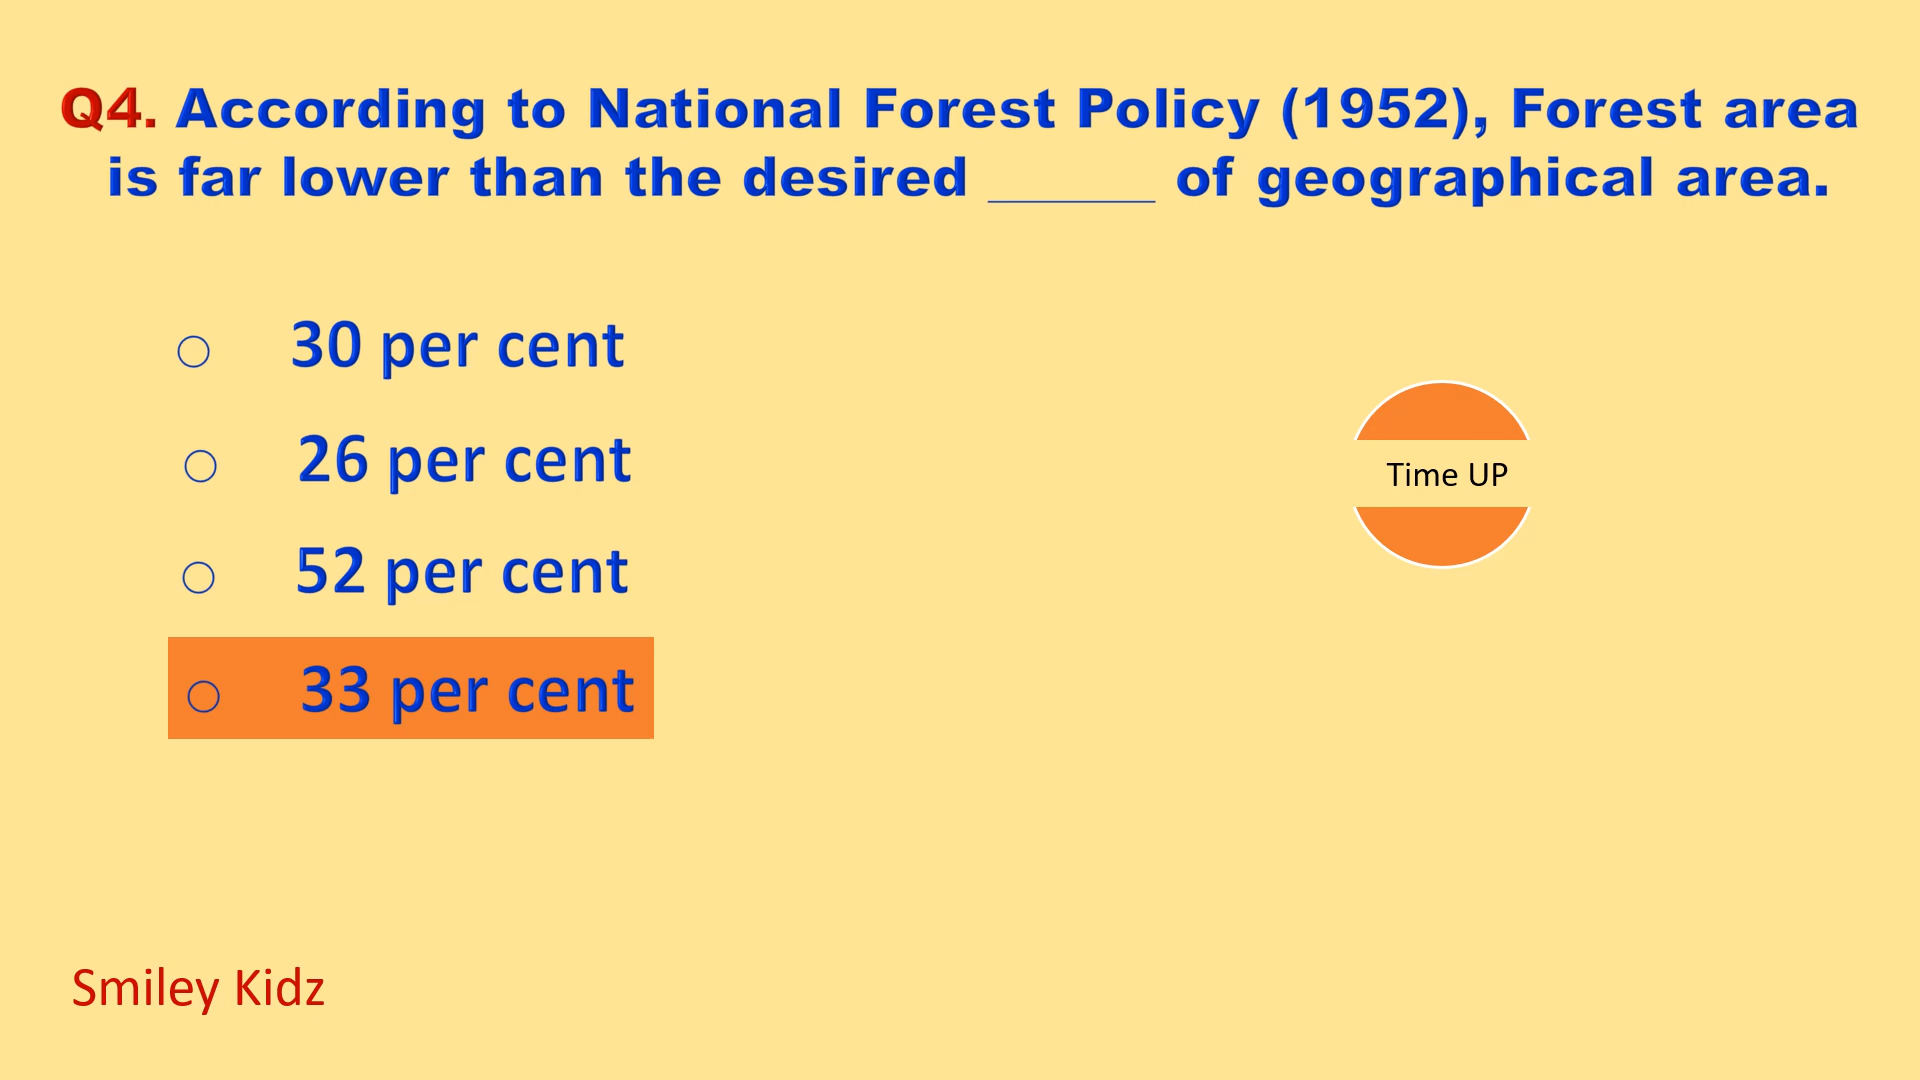 Q4. According to National Forest Policy (1952), Forest area
is far lower than the desired ______ of geographical area.
30 per cent
26 per cent
52 per cent
33 per cent
Time UP
Smiley Kidz